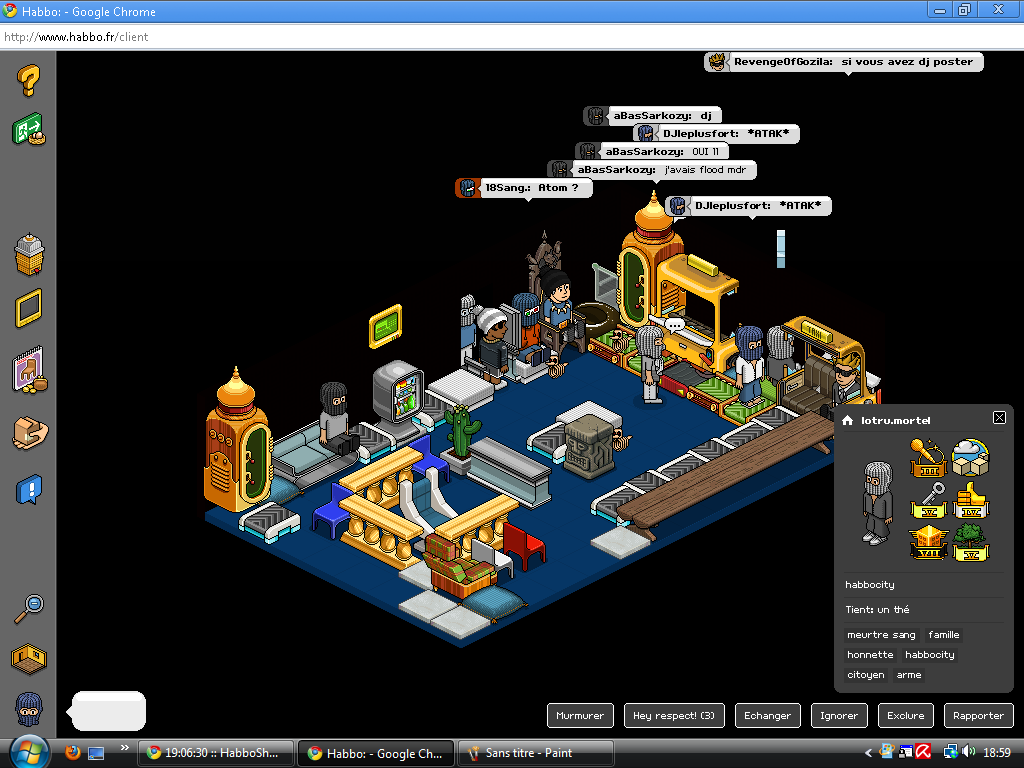 Habbo: - Google Chrome
http://www.habbo.fr/client
RevengeOfGozila: si vous avez dj poster
aBasSarkozy: dj
DJleplusfort: *ATAK*
aBasSarkozy: OUI 11
aBasSarkozy: j'avais flood mdr
18Sang.: Atom ?
DJleplusfort: *ATAK*
TAXI
lotru.mortel
habbocity
Tient: un thé
meurtre sang famille
honnette habbocity
citoyen arme
Murmurer Hey respect! (3) Echanger Ignorer Exclure Rapporter
» 19:06:30 :: HabboSh... Habbo: - Google Ch... Sans titre - Paint < 18:59